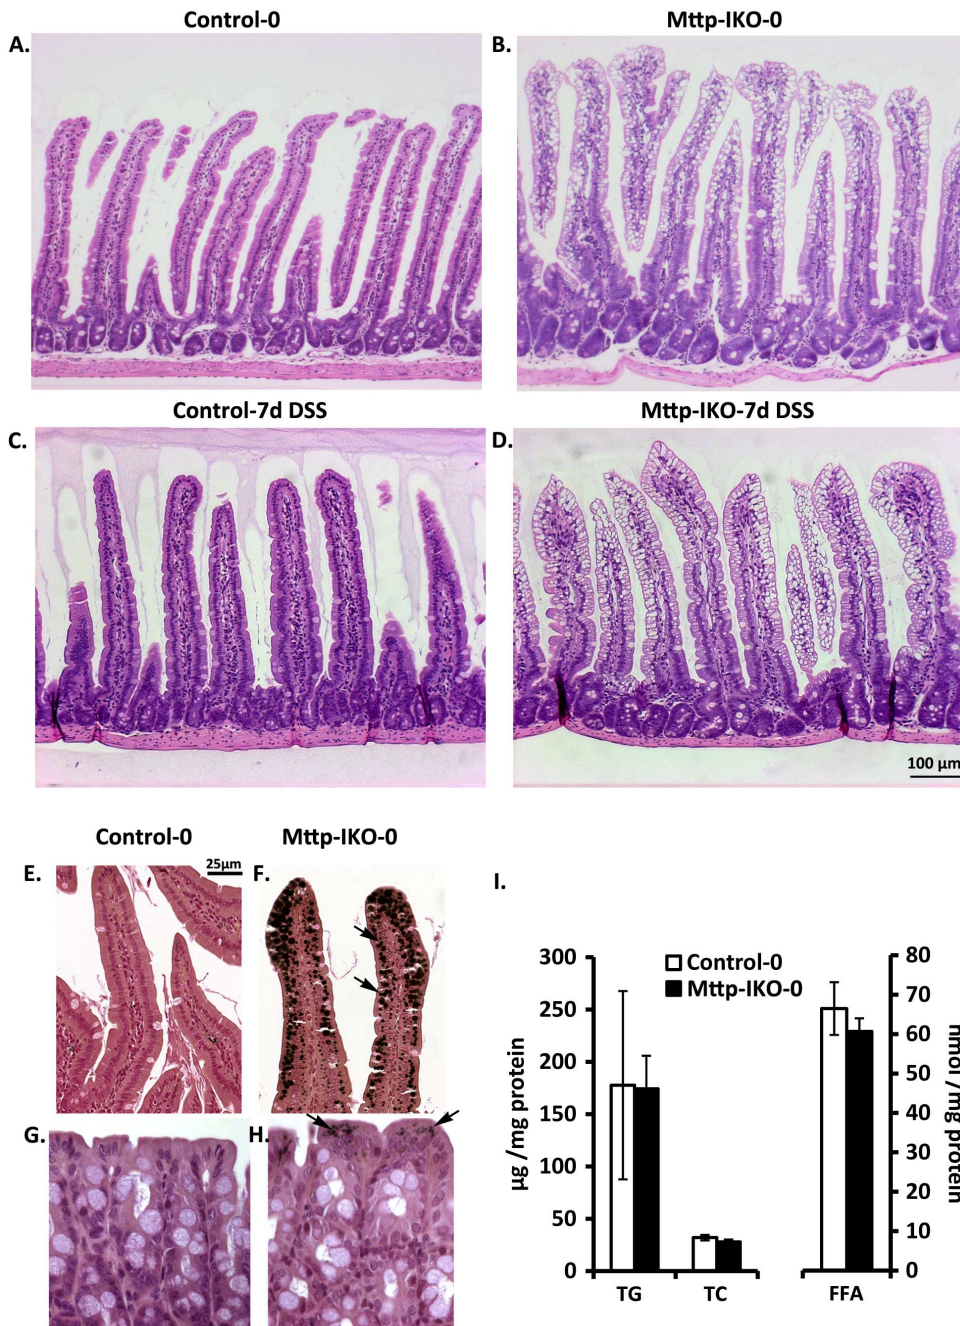 Control-0
Mttp-IKO-0
A.
B.
Control-7d DSS
Mttp-IKO-7d DSS
C.
D.
100 µm
Control-0
Mttp-IKO-0
E.
25µm
F.
G.
H.
I.
300
250
200
150
100
50
0
µg /mg protein
Control-0
Mttp-IKO-0
80
70
60
50
40
30
20
10
0
nmol / mg protein
TG
TC
FFA